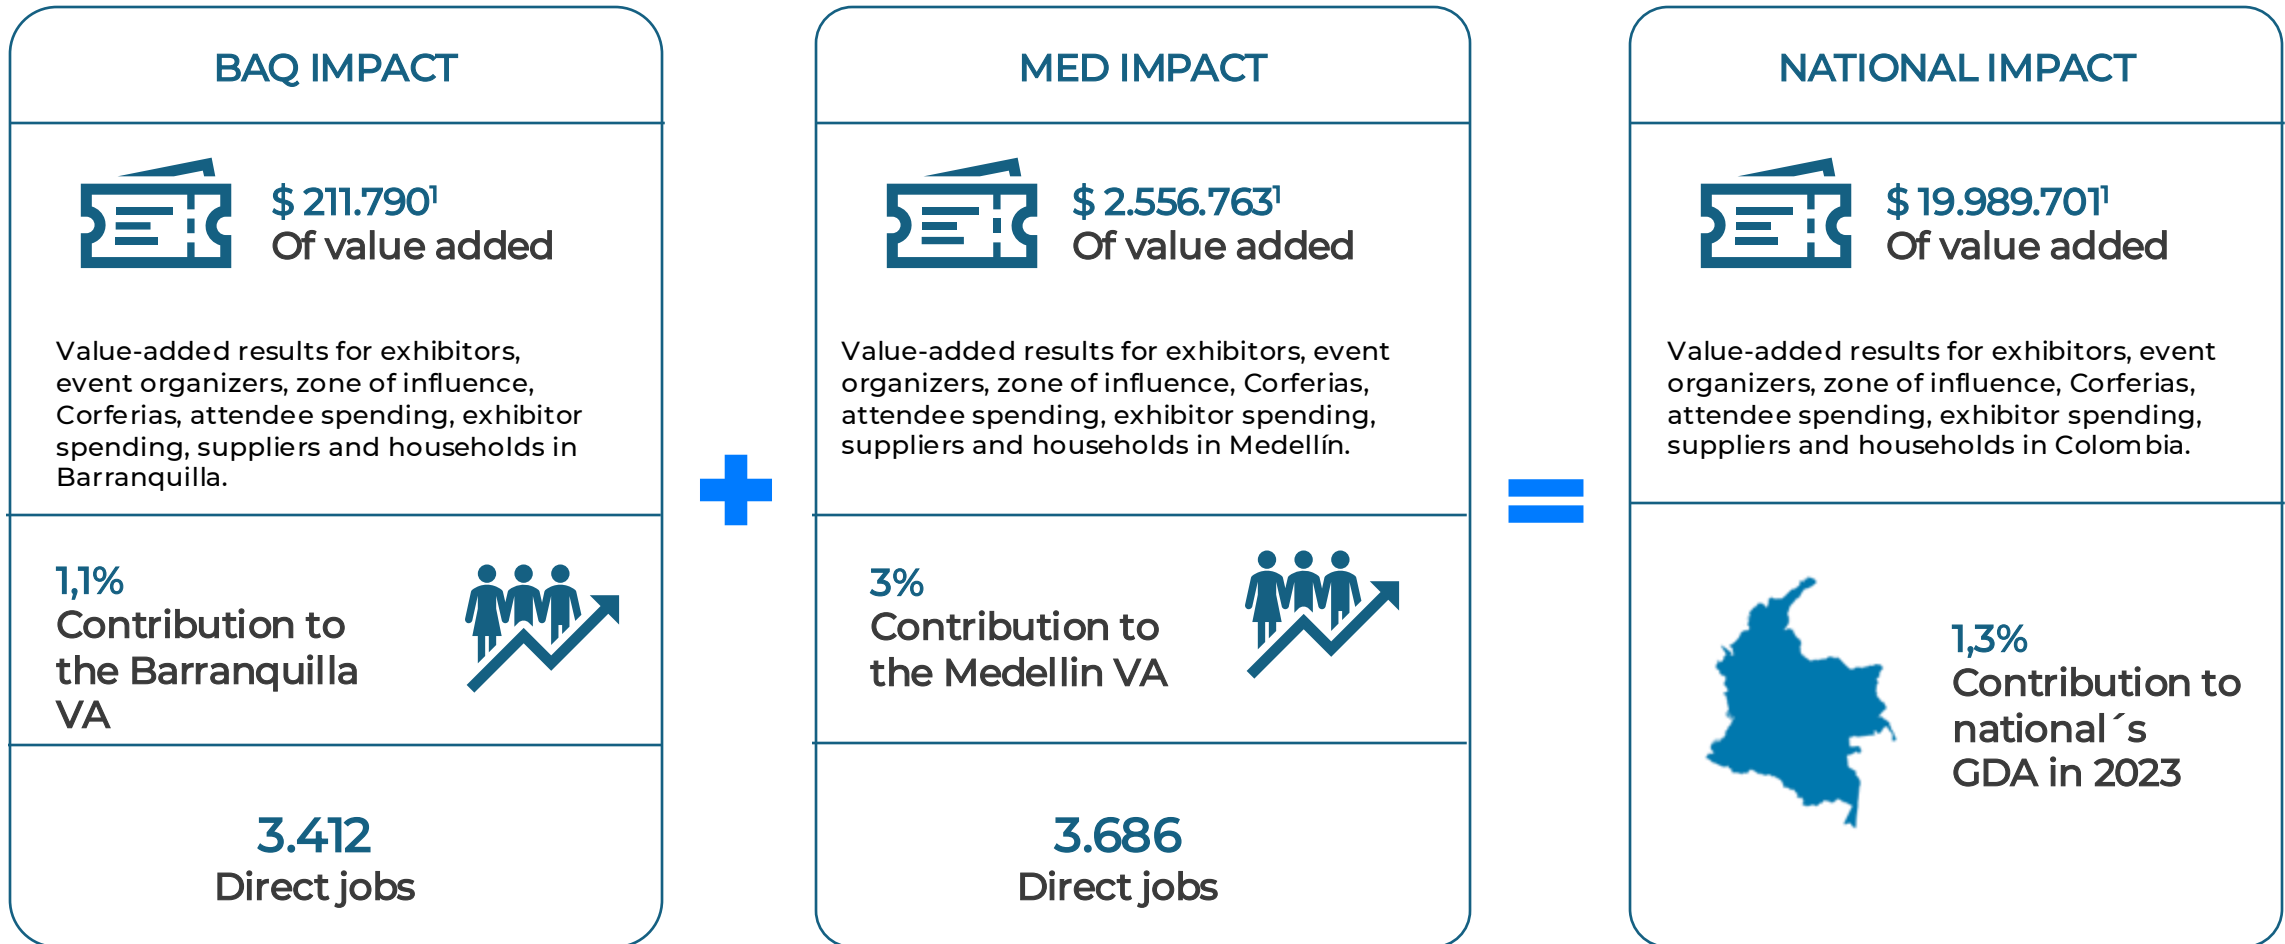 BAQ IMPACT
$ 211.790¹
Of value added
Value-added results for exhibitors,
event organizers, zone of influence,
Corferias, attendee spending, exhibitor
spending, suppliers and households in
Barranquilla.
1,1%
Contribution to
the Barranquilla
VA
3.412
Direct jobs
MED IMPACT
$ 2.556.763¹
Of value added
Value-added results for exhibitors, event
organizers, zone of influence, Corferias,
attendee spending, exhibitor spending,
suppliers and households in Medellín.
3%
Contribution to
the Medellin VA
3.686
Direct jobs
NATIONAL IMPACT
$ 19.989.701¹
Of value added
Value-added results for exhibitors, event
organizers, zone of influence, Corferias,
attendee spending, exhibitor spending,
suppliers and households in Colombia.
1,3%
Contribution to
national´s
GDA in 2023